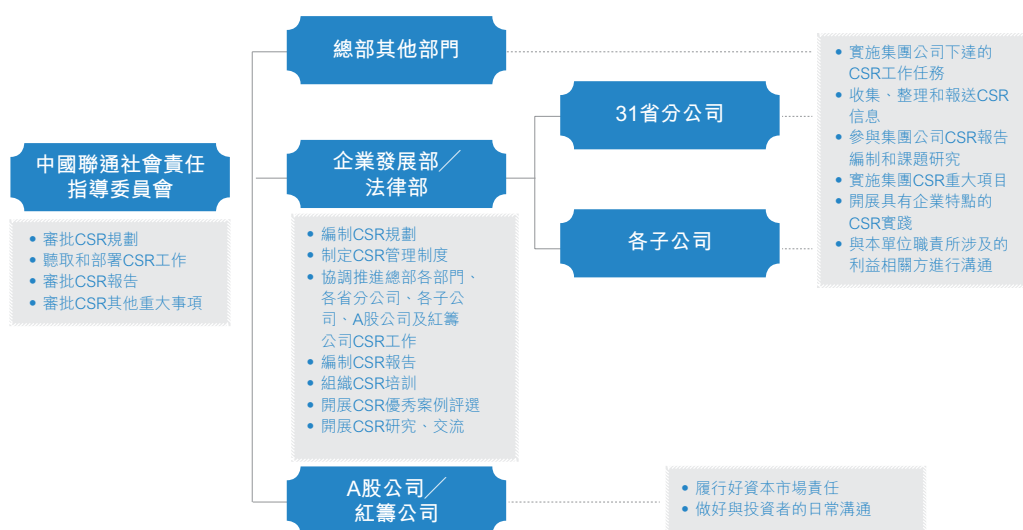 中國聯通社會責任
指導委員會
• 審批CSR規劃
• 聽取和部署CSR工作
• 審批CSR報告
• 審批CSR其他重大事項
總部其他部門
企業發展部／
法律部
• 編制CSR規劃
• 制定CSR管理制度
• 協調推進總部各部門、
各省分公司、各子公
司、A股公司及紅籌
公司CSR工作
• 編制CSR報告
• 組織CSR培訓
• 開展CSR優秀案例評選
• 開展CSR研究、交流
A股公司／
紅籌公司
31省分公司
各子公司
• 實施集團公司下達的
CSR工作任務
• 收集、整理和報送CSR
信息
• 參與集團公司CSR報告
編制和課題研究
• 實施集團CSR重大項目
• 開展具有企業特點的
CSR實踐
• 與本單位職責所涉及的
利益相關方進行溝通
• 履行好資本市場責任
• 做好與投資者的日常溝通